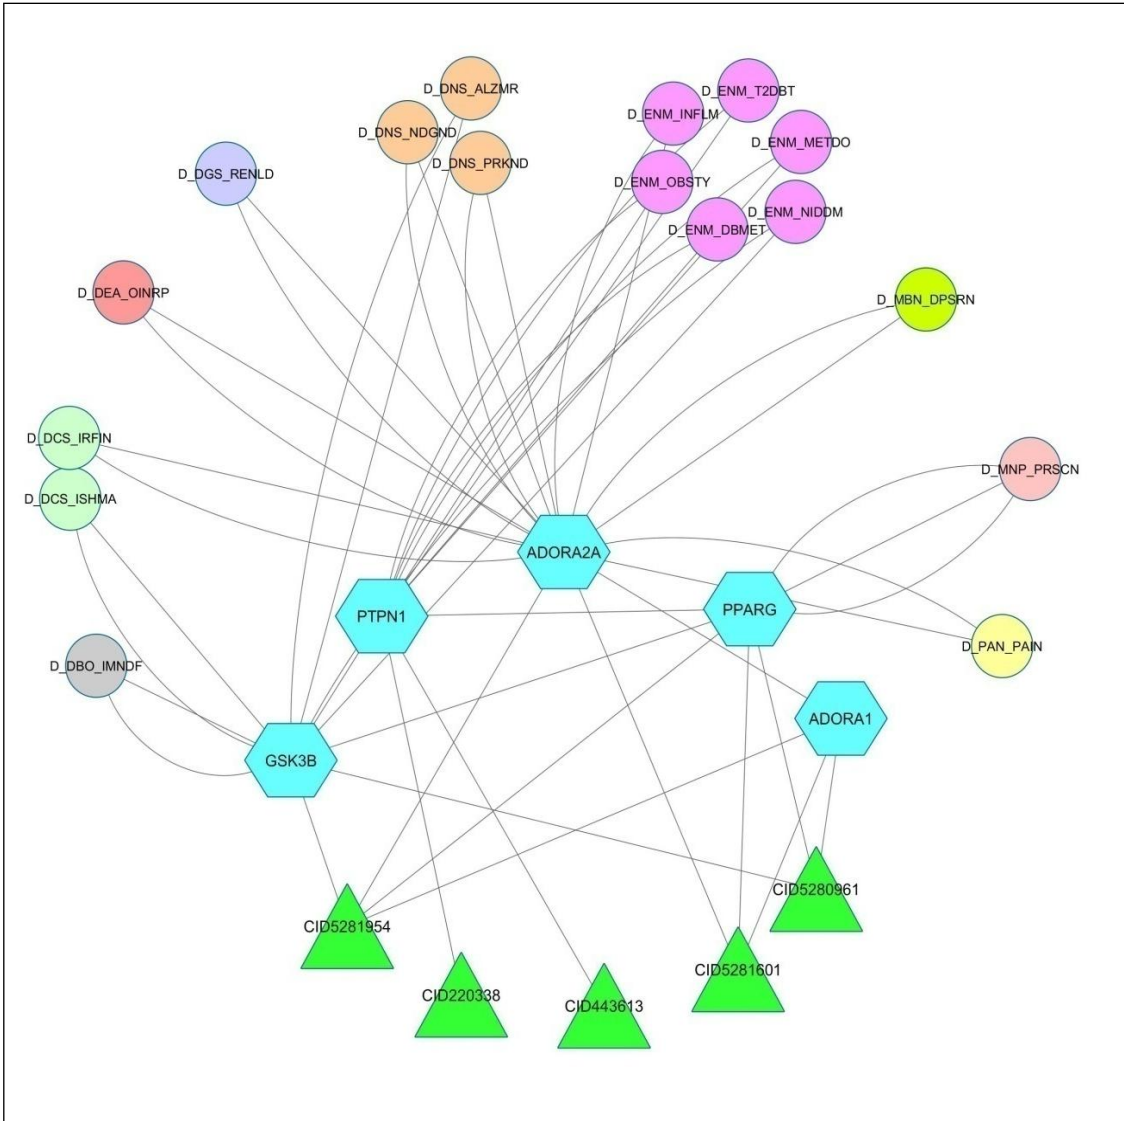 D_DNS_ALZMR
D_ENM_T2DBT
D_ENM_INFLM
D_DNS_NDGND
D_ENM_METDO
D_DNS_PRKND
D_DGS_RENLD
D_ENM_OBSTY
D_ENM_NIDDM
D_ENM_DBMET
D_DEA_OINRP
D_MBN_DPSRN
D_DCS_IRFIN
D_MNP_PRSCN
D_DCS_ISHMA
ADORA2A
PPARG
PTPN1
D_PAN_PAIN
D_DBO_IMNDF
ADORA1
GSK3B
CID5280961
CID5281954
CID5281601
CID220338
CID443613